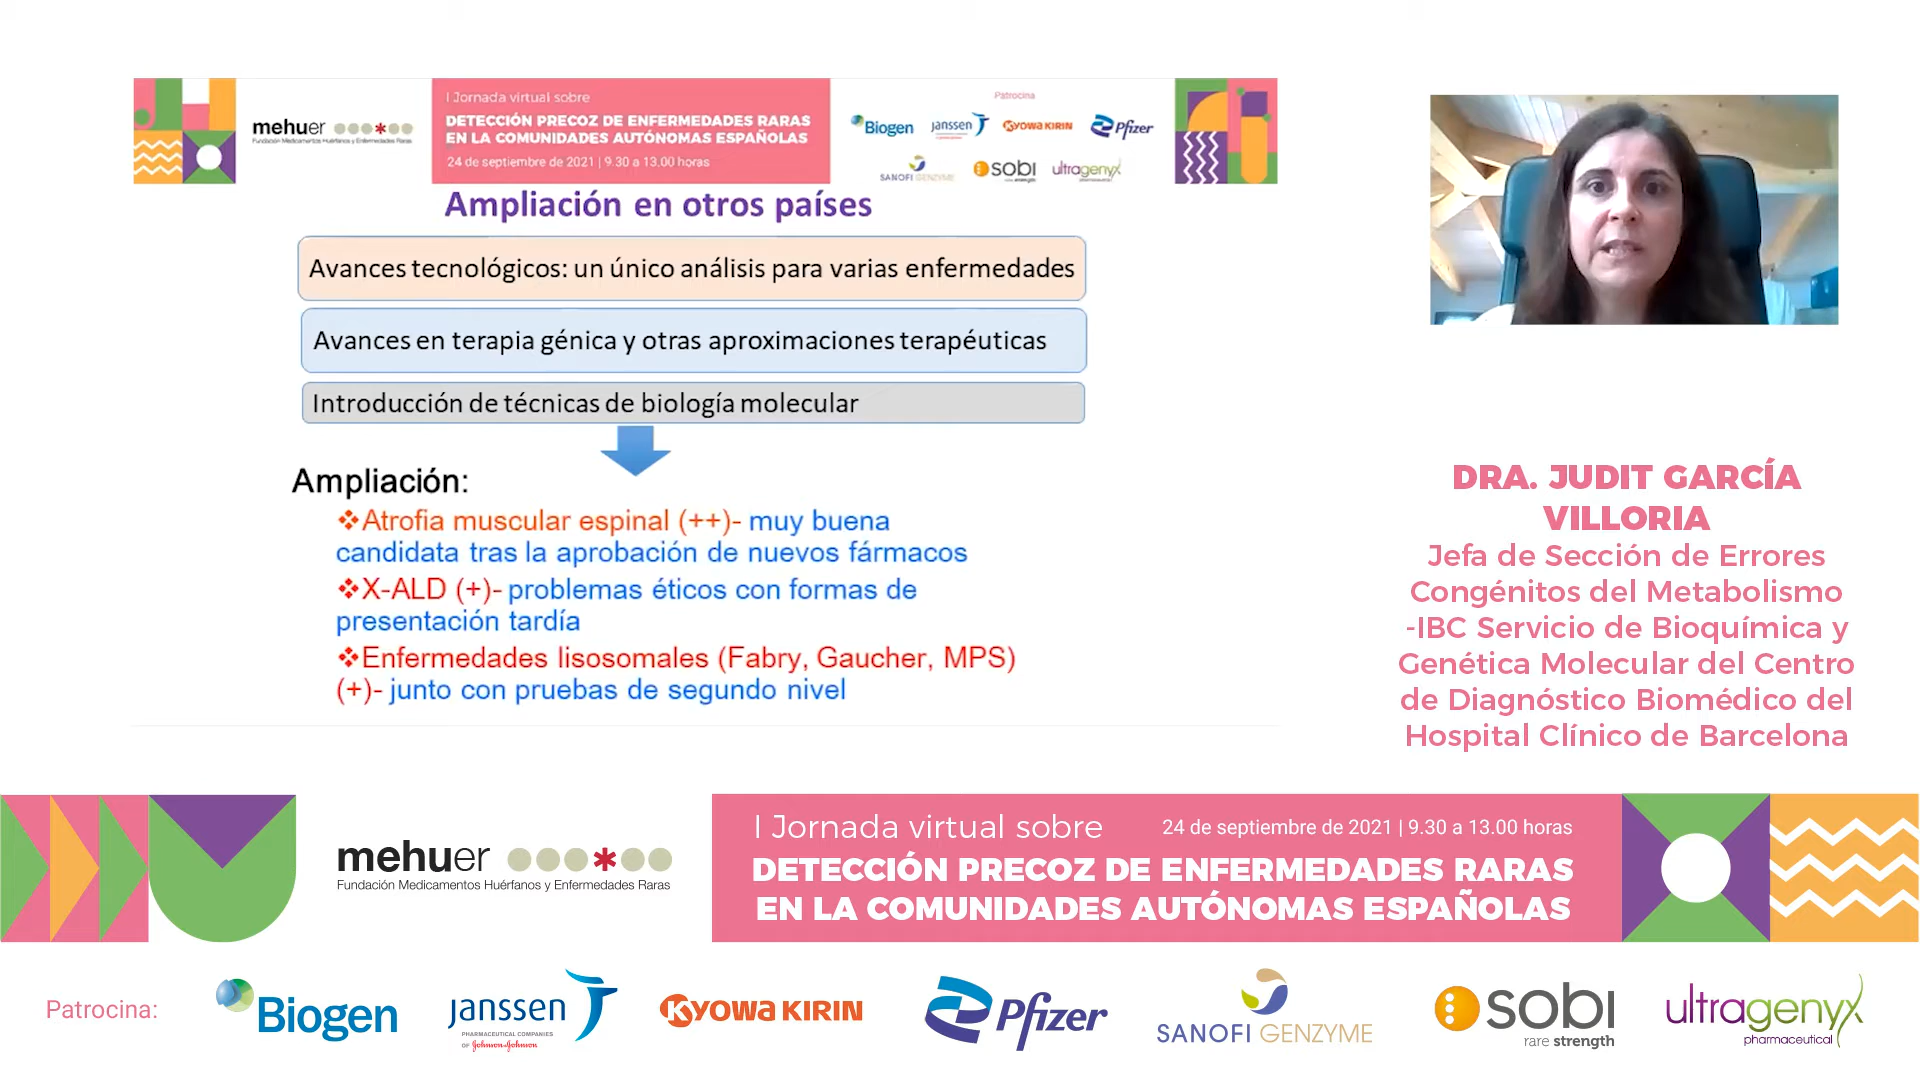 mehuer
Fundación Medicamentos Huérfanos y Enfermedades Raras
I Jornada virtual sobre
DETECCIÓN PRECOZ DE ENFERMEDADES RARAS
EN LA COMUNIDADES AUTÓNOMAS ESPAÑOLAS
24 de septiembre de 2021 | 9.30 a 13.00 horas
Patrocina
Biogen
janssen
KYOWA KIRIN
Pfizer
SANOFI GENZYME
sobi
ultragenyx
Ampliación en otros países
Avances tecnológicos: un único análisis para varias enfermedades
Avances en terapia génica y otras aproximaciones terapéuticas
Introducción de técnicas de biología molecular
Ampliación:
❖Atrofia muscular espinal (++)- muy buena
candidata tras la aprobación de nuevos fármacos
❖X-ALD (+)- problemas éticos con formas de
presentación tardía
❖Enfermedades lisosomales (Fabry, Gaucher, MPS)
(+)- junto con pruebas de segundo nivel
DRA. JUDIT GARCÍA
VILLORIA
Jefa de Sección de Errores
Congénitos del Metabolismo
-IBC Servicio de Bioquímica y
Genética Molecular del Centro
de Diagnóstico Biomédico del
Hospital Clínico de Barcelona
mehuer
Fundación Medicamentos Huérfanos y Enfermedades Raras
I Jornada virtual sobre
24 de septiembre de 2021 | 9.30 a 13.00 horas
DETECCIÓN PRECOZ DE ENFERMEDADES RARAS
EN LA COMUNIDADES AUTÓNOMAS ESPAÑOLAS
Patrocina:
Biogen
janssen
PHARMACEUTICAL COMPANIES
OF Johnson & Johnson
KYOWA KIRIN
Pfizer
SANOFI GENZYME
sobi
rare strength
ultragenyx
pharmaceutical